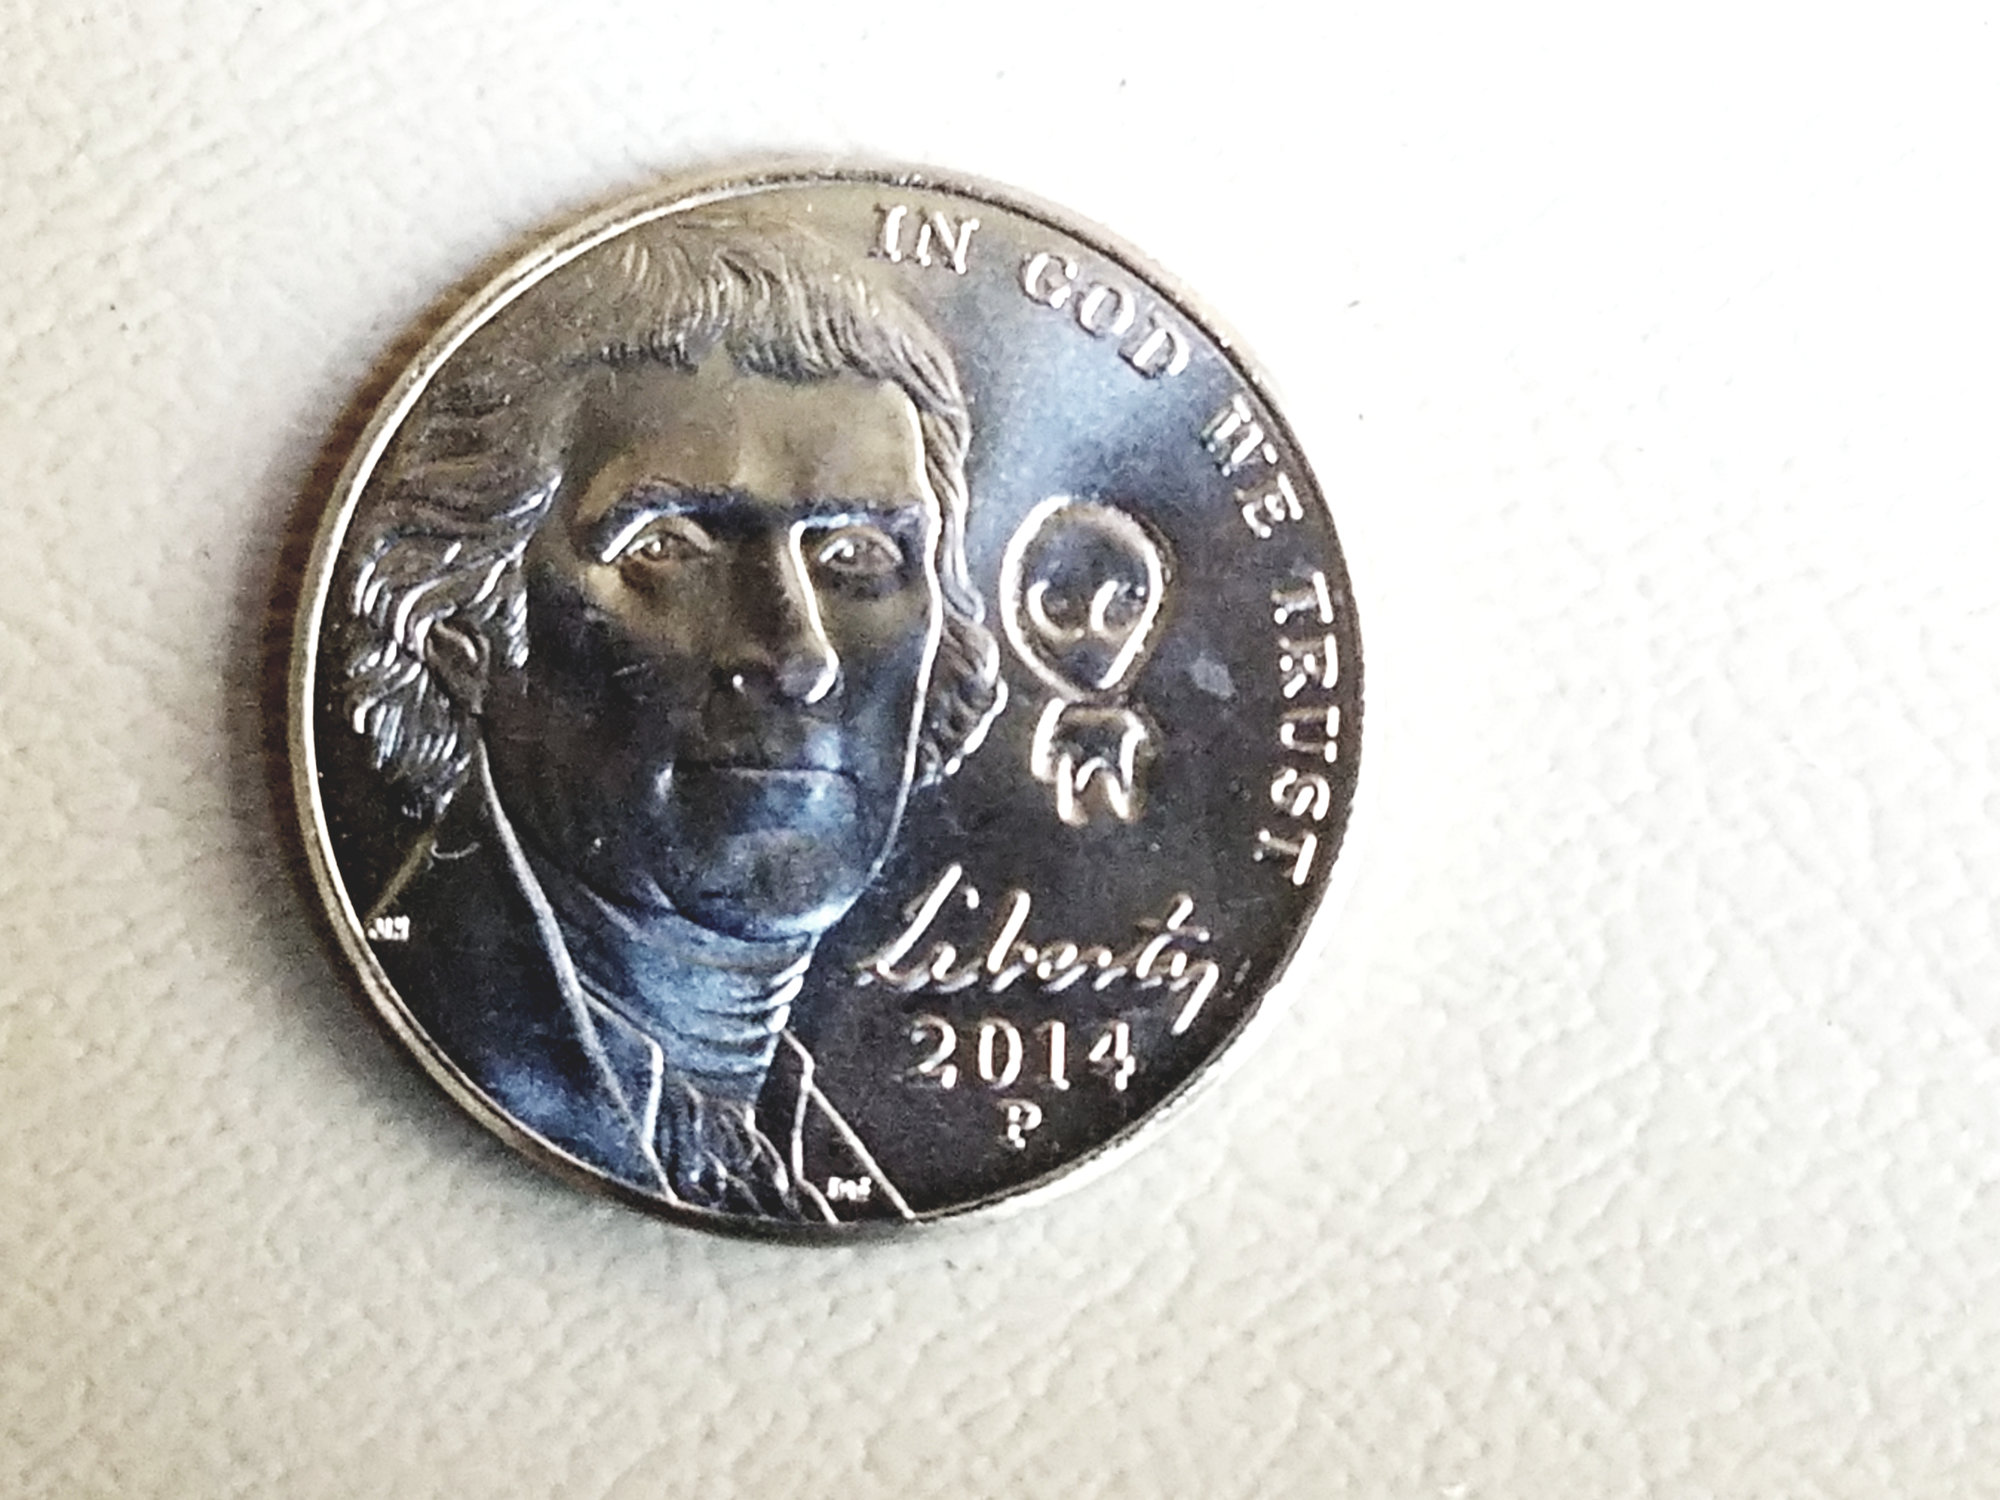 IN GOD WE TRUST
Liberty
2014
P